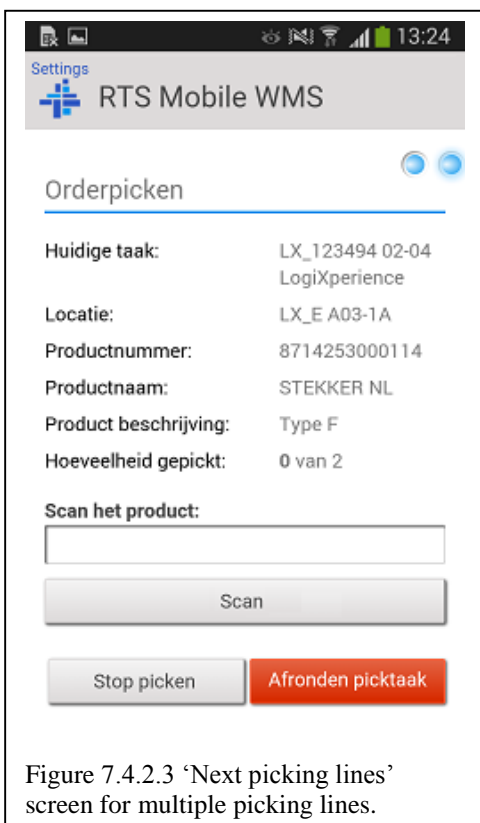 13:24
Settings
RTS Mobile WMS
Orderpicken
Huidige taak: LX_123494 02-04
LogiXperience
Locatie: LX_E A03-1A
Productnummer: 8714253000114
Productnaam: STEKKER NL
Product beschrijving: Type F
Hoeveelheid gepickt: 0 van 2
Scan het product:
Scan
Stop picken Afronden picktaak
Figure 7.4.2.3 ‘Next picking lines’
screen for multiple picking lines.